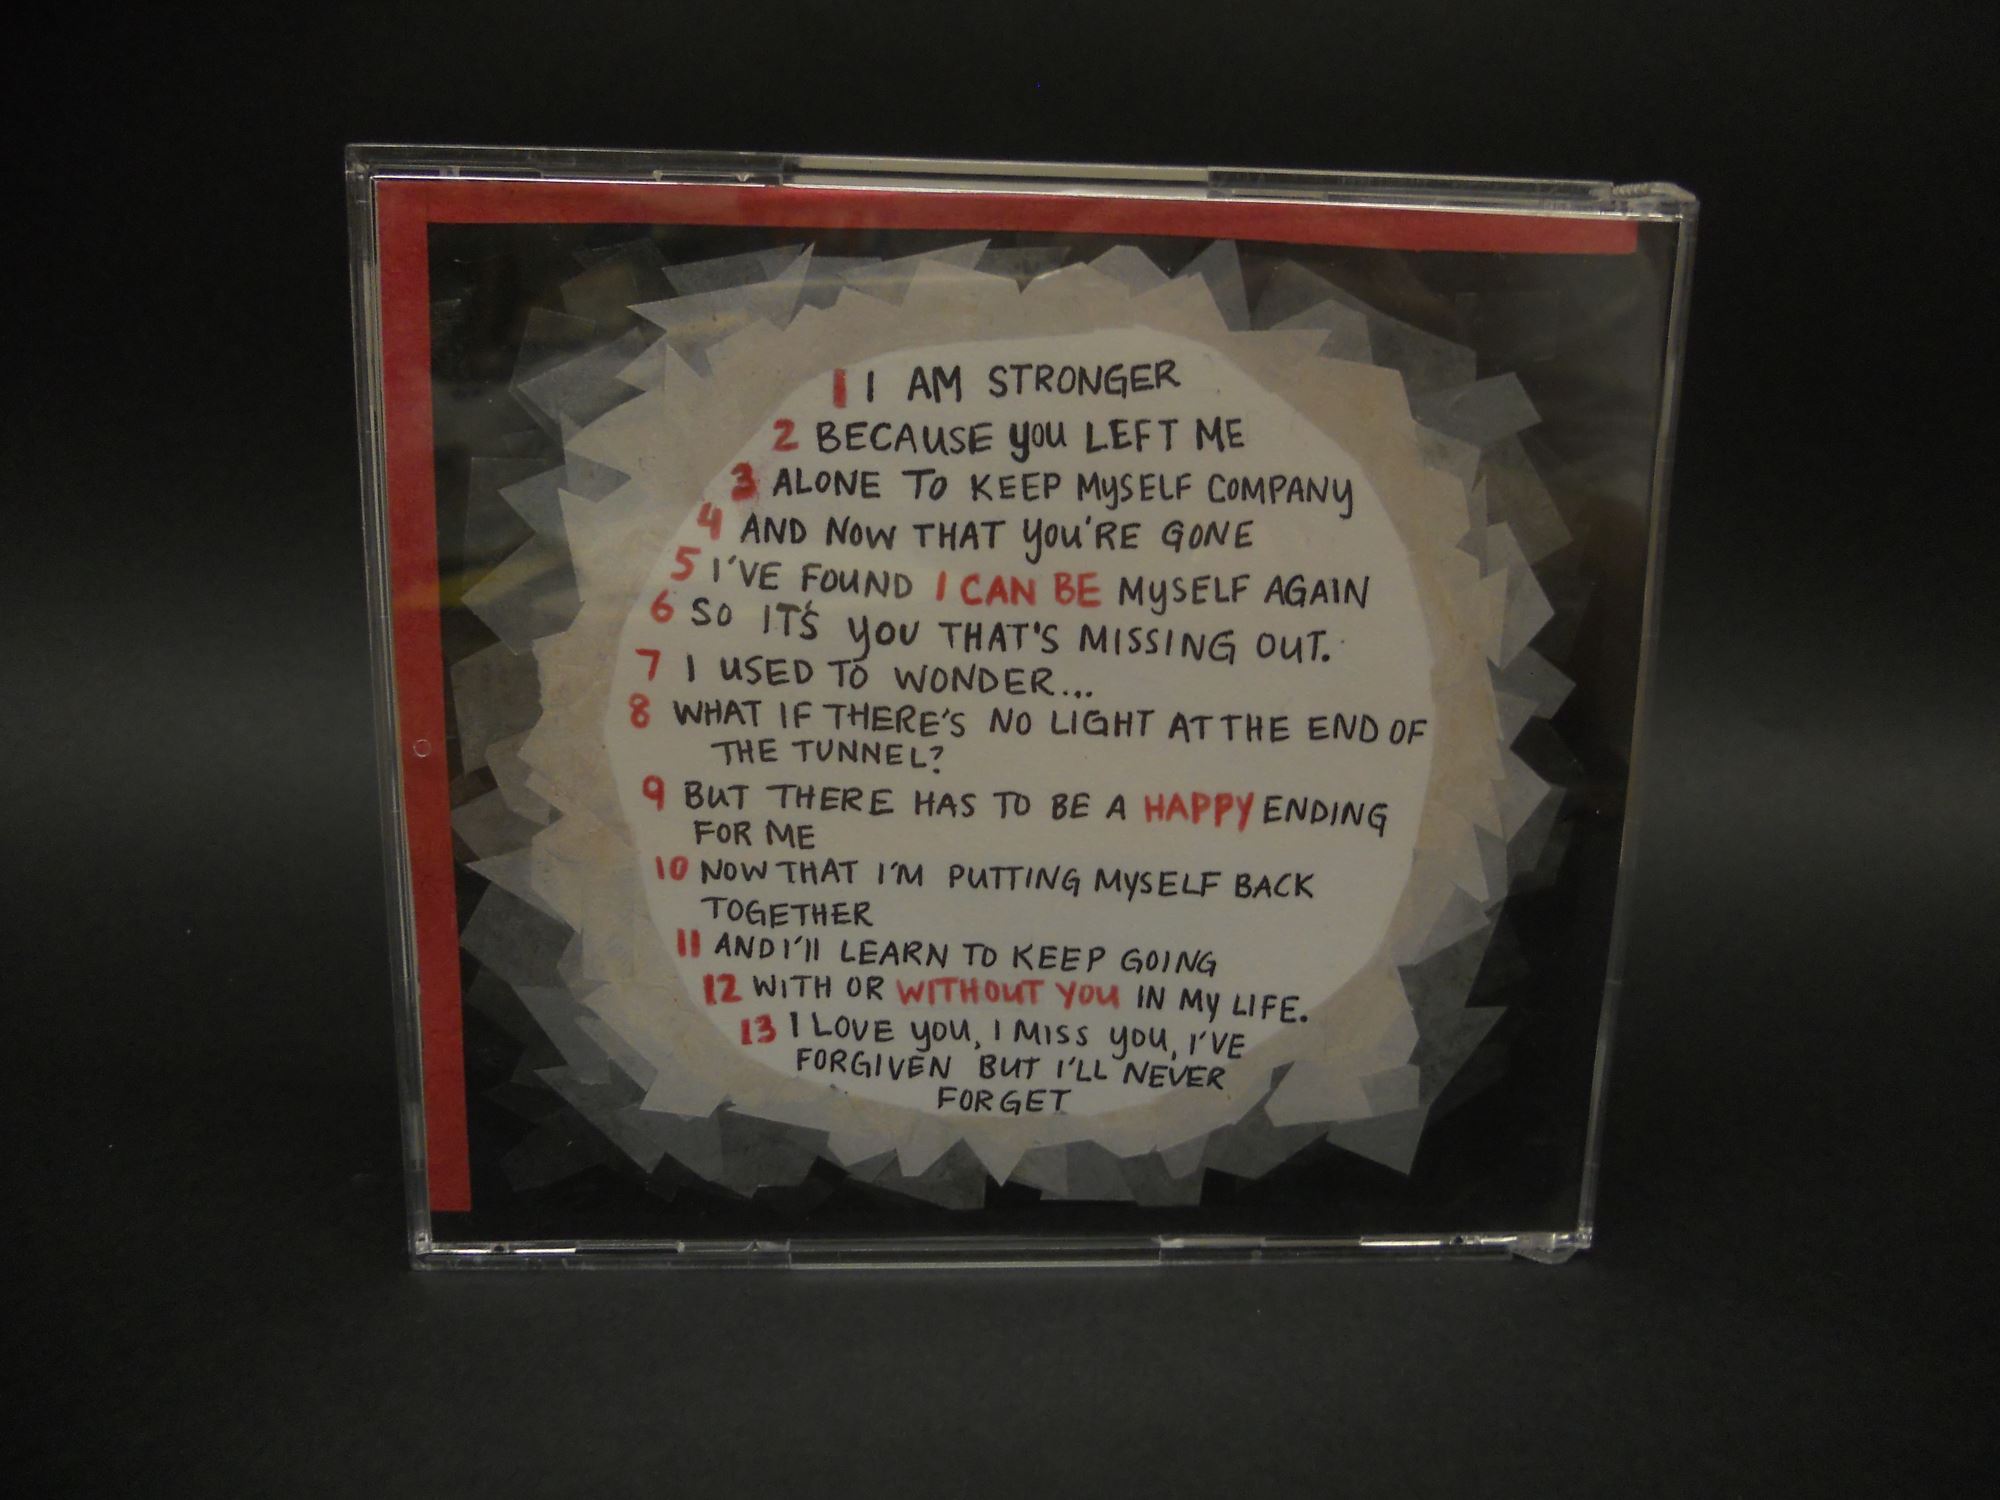 1 I AM STRONGER
2 BECAUSE YOU LEFT ME
3 ALONE TO KEEP MYSELF COMPANY
4 AND NOW THAT YOU'RE GONE
5 I'VE FOUND I CAN BE MYSELF AGAIN
6 SO IT'S YOU THAT'S MISSING OUT.
7 I USED TO WONDER...
8 WHAT IF THERE'S NO LIGHT AT THE END OF
THE TUNNEL?
9 BUT THERE HAS TO BE A HAPPY ENDING
FOR ME
10 NOW THAT I'M PUTTING MYSELF BACK
TOGETHER
11 AND I'll LEARN TO KEEP GOING
12 WITH OR WITHOUT YOU IN MY LIFE.
13 I LOVE YOU, I MISS YOU, I'VE
FORGIVEN BUT I'LL NEVER
FORGET